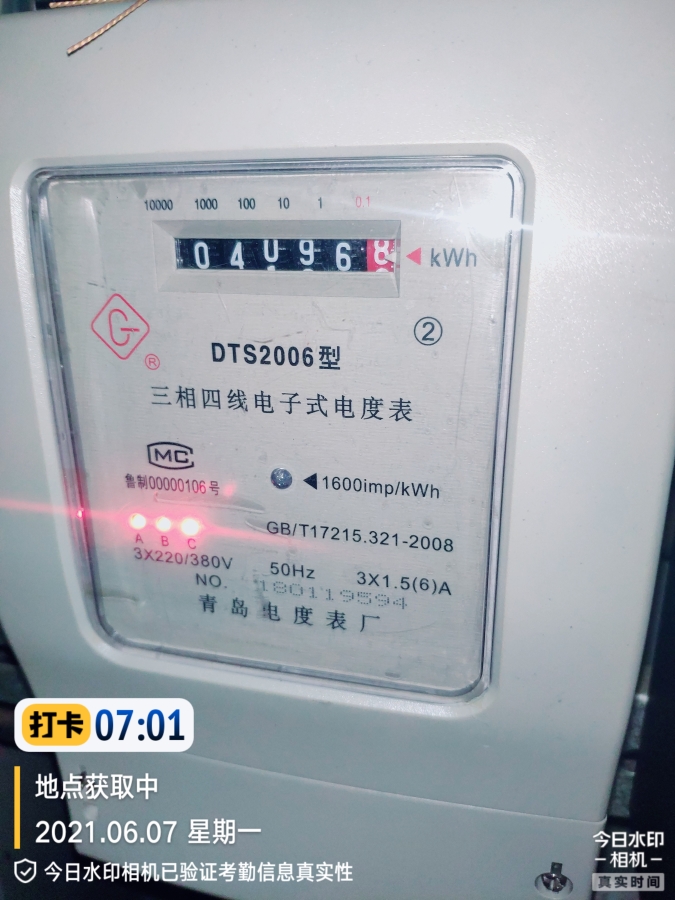 10000 1000 100 10 1 0.1
04096 8
kWh
G
®
②
DTS2006型
三相四线电子式电度表
MC
鲁制00000106号
1600imp/kWh
GB/T17215.321-2008
A B C
3X220/380V
50Hz 3X1.5(6)A
NO. 180119594
青岛电度表厂
打卡 07:01
地点获取中
2021.06.07 星期一
今日水印相机已验证考勤信息真实性
今日水印
-相机-
真实时间